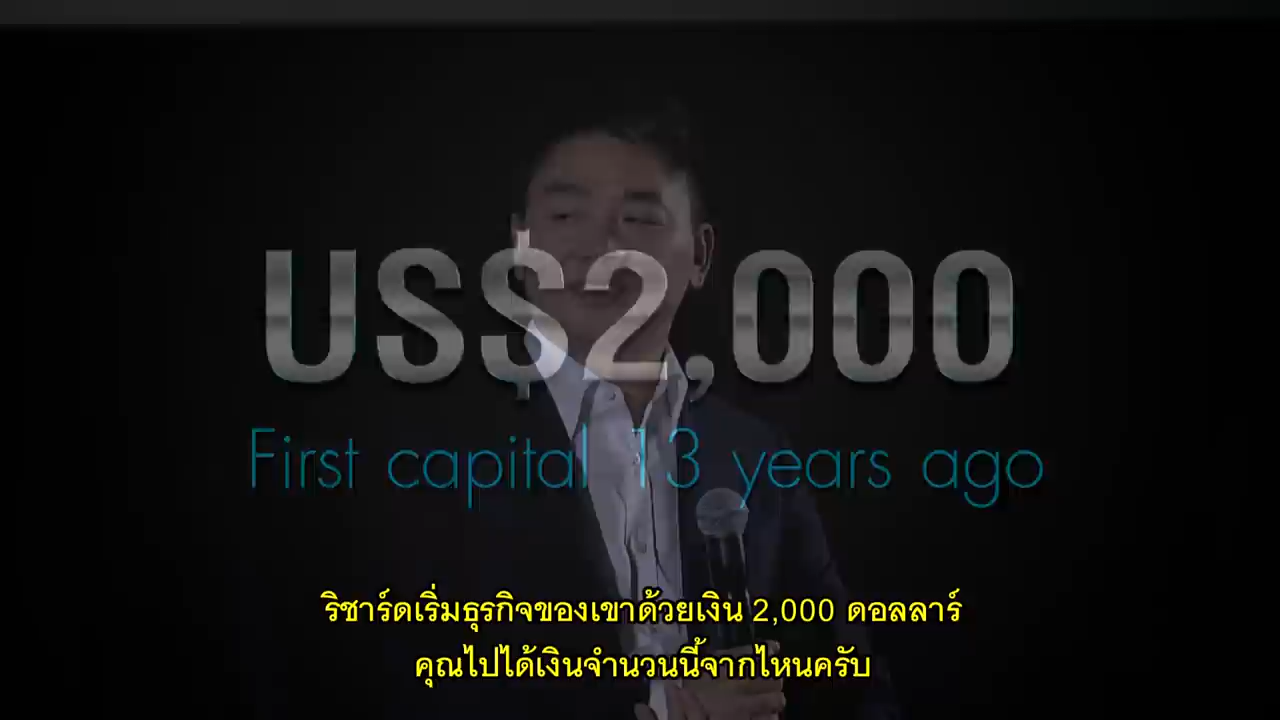 US$2,000
First capital 13 years ago
ริชาร์ดเริ่มธุรกิจของเขาด้วยเงิน 2,000 ดอลลาร์
คุณไปได้เงินจำนวนนี้จากไหนครับ